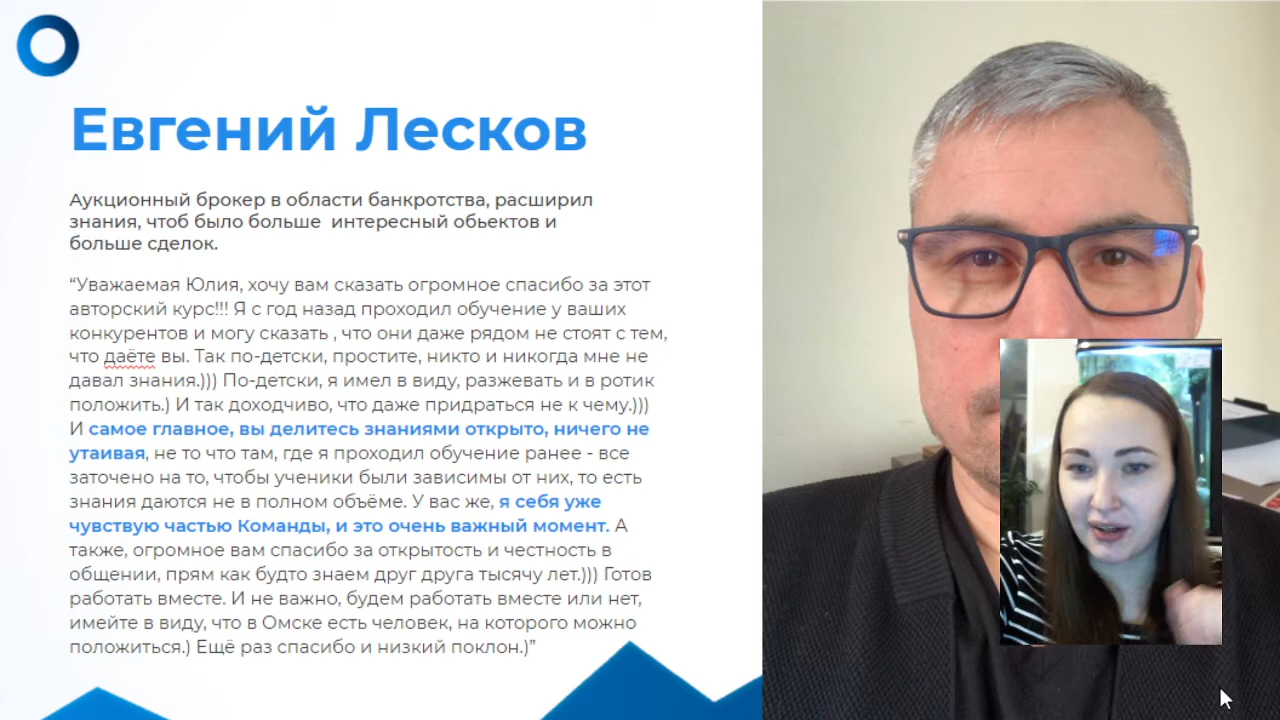 Евгений Лесков
Аукционный брокер в области банкротства, расширил
знания, чтоб было больше  интересный обьектов и
больше сделок.
“Уважаемая Юлия, хочу вам сказать огромное спасибо за этот
авторский курс!!! Я с год назад проходил обучение у ваших
конкурентов и могу сказать , что они даже рядом не стоят с тем,
что даёте вы. Так по-детски, простите, никто и никогда мне не
давал знания.))) По-детски, я имел в виду, разжевать и в ротик
положить.) И так доходчиво, что даже придраться не к чему.)))
И самое главное, вы делитесь знаниями открыто, ничего не
утаивая, не то что там, где я проходил обучение ранее - все
заточено на то, чтобы ученики были зависимы от них, то есть
знания даются не в полном объёме. У вас же, я себя уже
чувствую частью Команды, и это очень важный момент. А
также, огромное вам спасибо за открытость и честность в
общении, прям как будто знаем друг друга тысячу лет.))) Готов
работать вместе. И не важно, будем работать вместе или нет,
имейте в виду, что в Омске есть человек, на которого можно
положиться.) Ещё раз спасибо и низкий поклон.)”